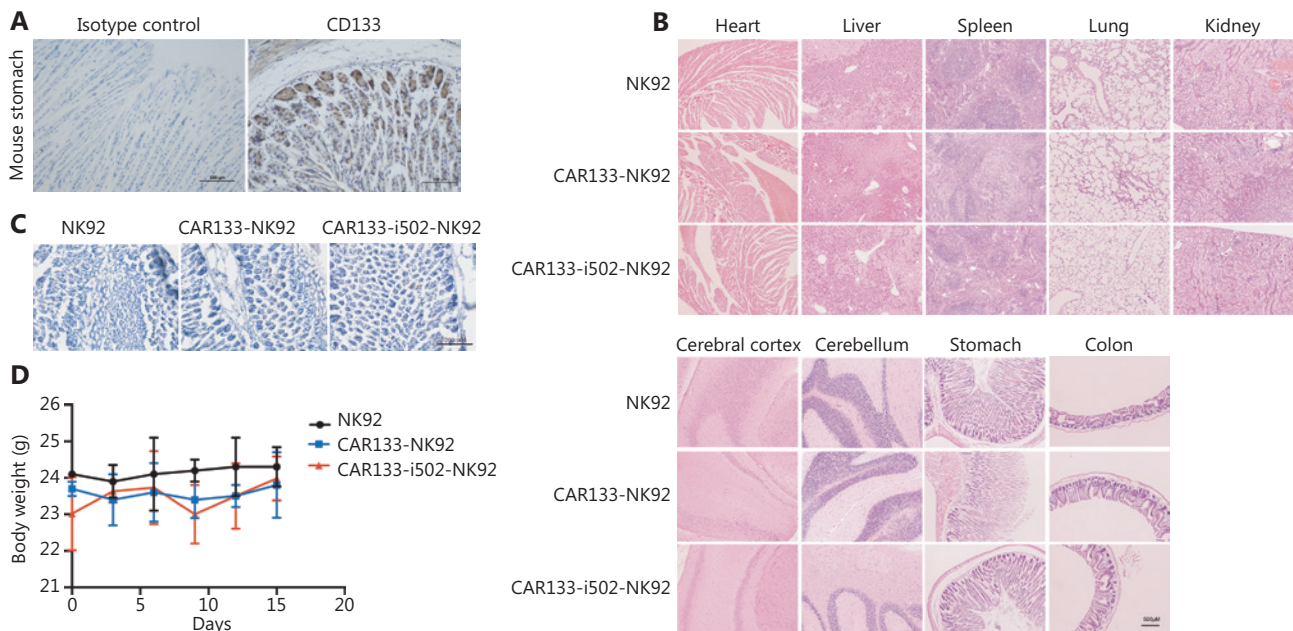 A
Isotype control
CD133
Mouse stomach
B
Heart
Liver
Spleen
Lung
Kidney
NK92
CAR133-NK92
CAR133-i502-NK92
Cerebral cortex
Cerebellum
Stomach
Colon
NK92
CAR133-NK92
CAR133-i502-NK92
500μM
C
NK92
CAR133-NK92
CAR133-i502-NK92
D
Body weight (g)
26
25
24
23
22
21
0
5
10
15
20
Days
NK92
CAR133-NK92
CAR133-i502-NK92